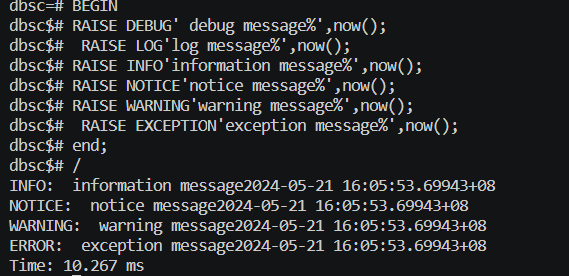 dbsc=# BEGIN
dbsc$# RAISE DEBUG' debug message%',now();
dbsc$#  RAISE LOG'log message%',now();
dbsc$# RAISE INFO'information message%',now();
dbsc$# RAISE NOTICE'notice message%',now();
dbsc$# RAISE WARNING'warning message%',now();
dbsc$#  RAISE EXCEPTION'exception message%',now();
dbsc$# end;
dbsc$# /
INFO:  information message2024-05-21 16:05:53.69943+08
NOTICE:  notice message2024-05-21 16:05:53.69943+08
WARNING:  warning message2024-05-21 16:05:53.69943+08
ERROR:  exception message2024-05-21 16:05:53.69943+08
Time: 10.267 ms